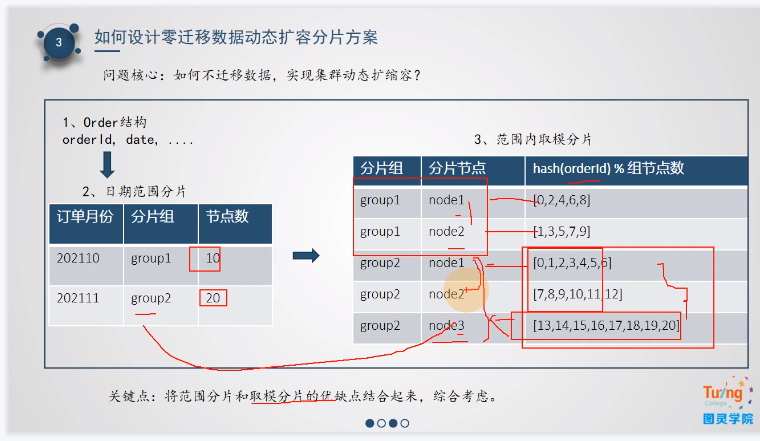 3
如何设计零迁移数据动态扩容分片方案
问题核心：如何不迁移数据，实现集群动态扩缩容？
1、Order结构
orderId, date, ....
2、日期范围分片
订单月份 分片组 节点数
202110 group1 10
202111 group2 20
3、范围内取模分片
分片组 分片节点 hash(orderId) % 组节点数
group1 node1 [0,2,4,6,8]
group1 node2 [1,3,5,7,9]
group2 node1 [0,1,2,3,4,5,6]
group2 node2 [7,8,9,10,11,12]
group2 node3 [13,14,15,16,17,18,19,20]
关键点：将范围分片和取模分片的优缺点结合起来，综合考虑。
Turing
College
图灵学院